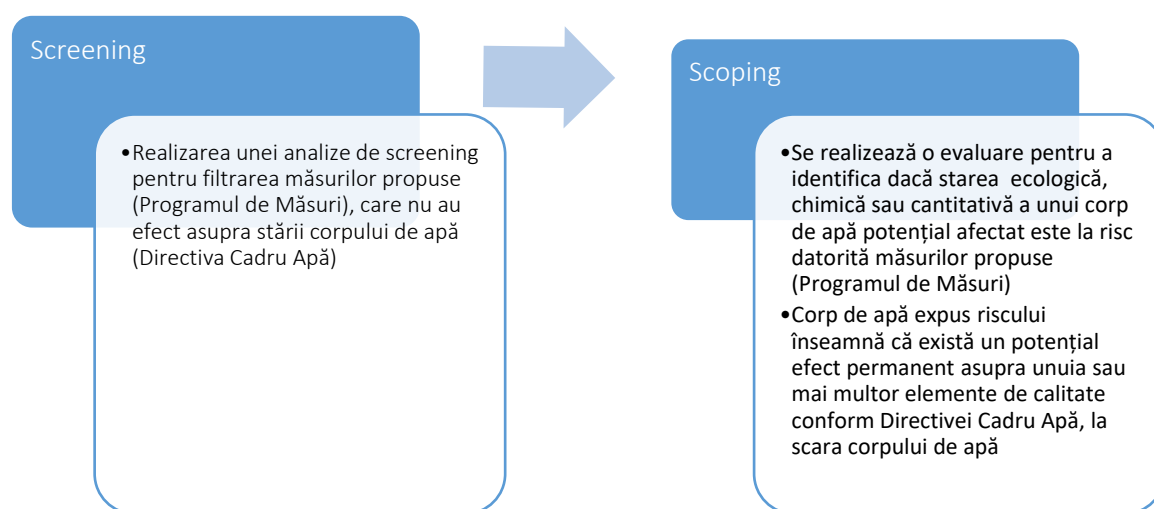 Screening
•Realizarea unei analize de screening
pentru filtrarea măsurilor propuse
(Programul de Măsuri), care nu au
efect asupra stării corpului de apă
(Directiva Cadru Apă)
Scoping
•Se realizează o evaluare pentru a
identifica dacă starea ecologică,
chimică sau cantitativă a unui corp
de apă potențial afectat este la risc
datorită măsurilor propuse
(Programul de Măsuri)
•Corp de apă expus riscului
înseamnă că există un potențial
efect permanent asupra unuia sau
mai multor elemente de calitate
conform Directivei Cadru Apă, la
scara corpului de apă